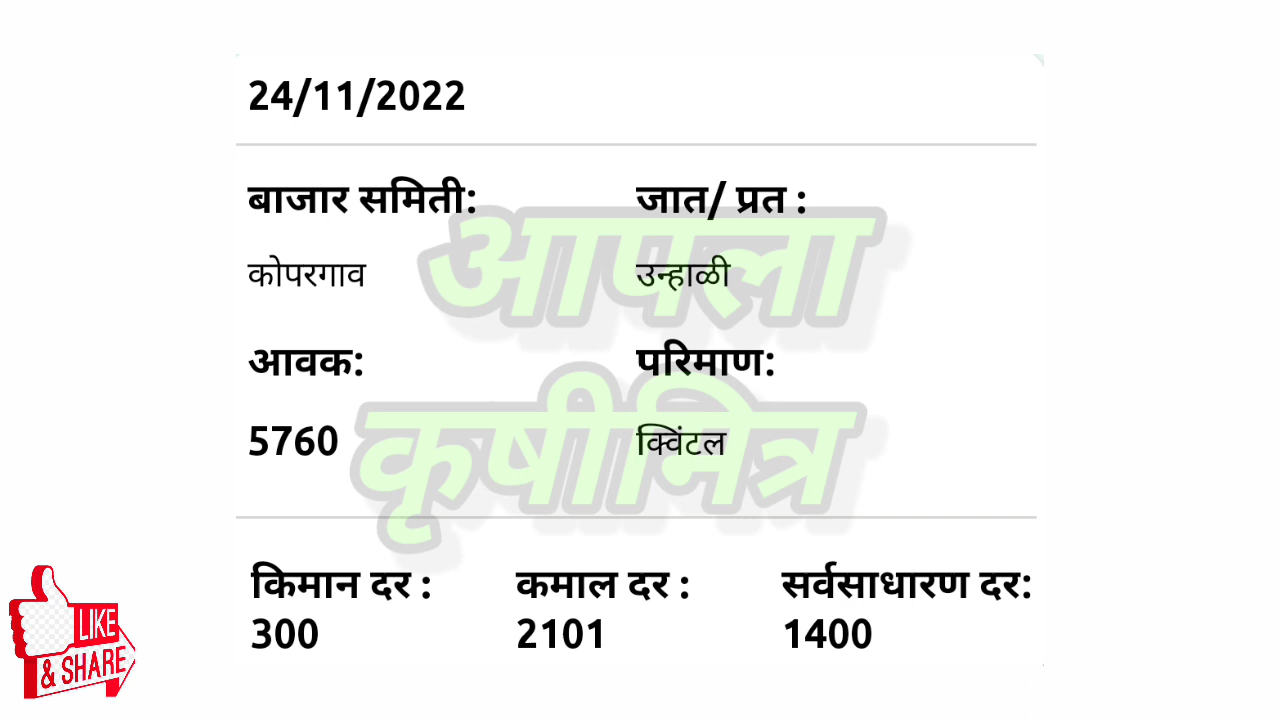 24/11/2022
बाजार समिती: जात/ प्रत :
कोपरगाव उन्हाळी
आवक: परिमाण:
5760 क्विंटल
आपला
कृषीमित्र
किमान दर : कमाल दर : सर्वसाधारण दर:
300 2101 1400
LIKE
& SHARE